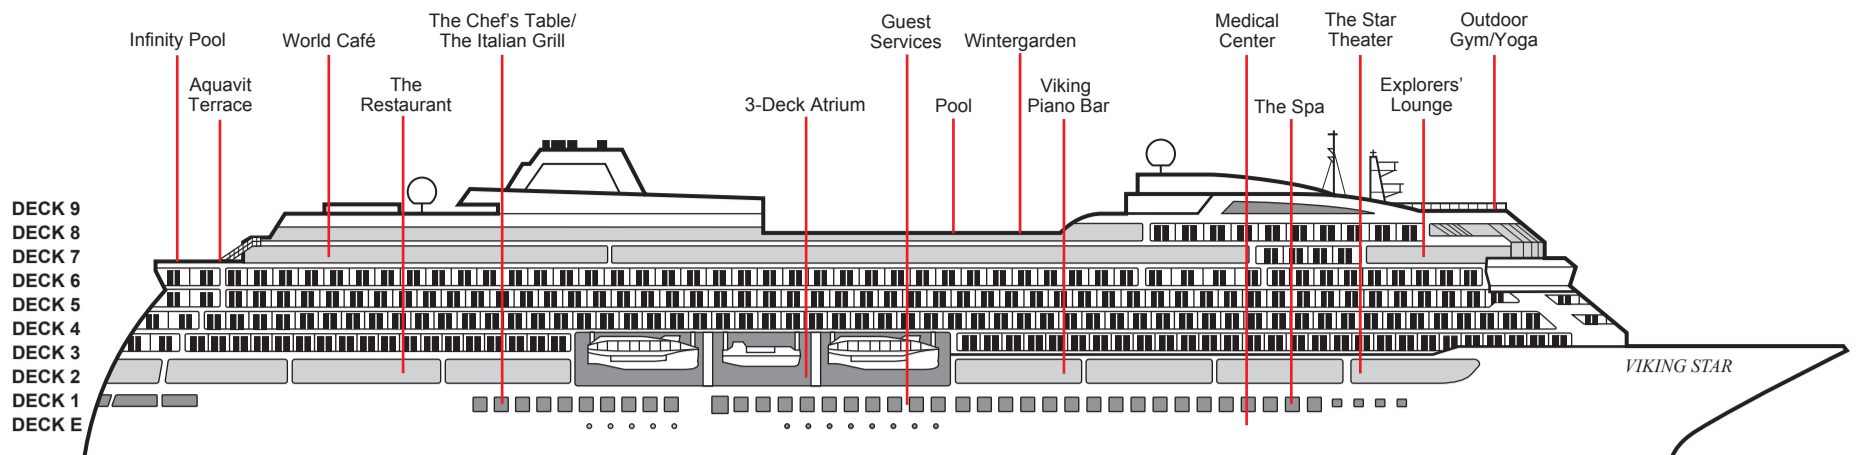 Infinity Pool
World Café
The Chef's Table/
The Italian Grill
Guest
Services
Wintergarden
Medical
Center
The Star
Theater
Outdoor
Gym/Yoga
Aquavit
Terrace
The
Restaurant
3-Deck Atrium
Pool
Viking
Piano Bar
The Spa
Explorers'
Lounge
DECK 9
DECK 8
DECK 7
DECK 6
DECK 5
DECK 4
DECK 3
DECK 2
DECK 1
DECK E
VIKING STAR